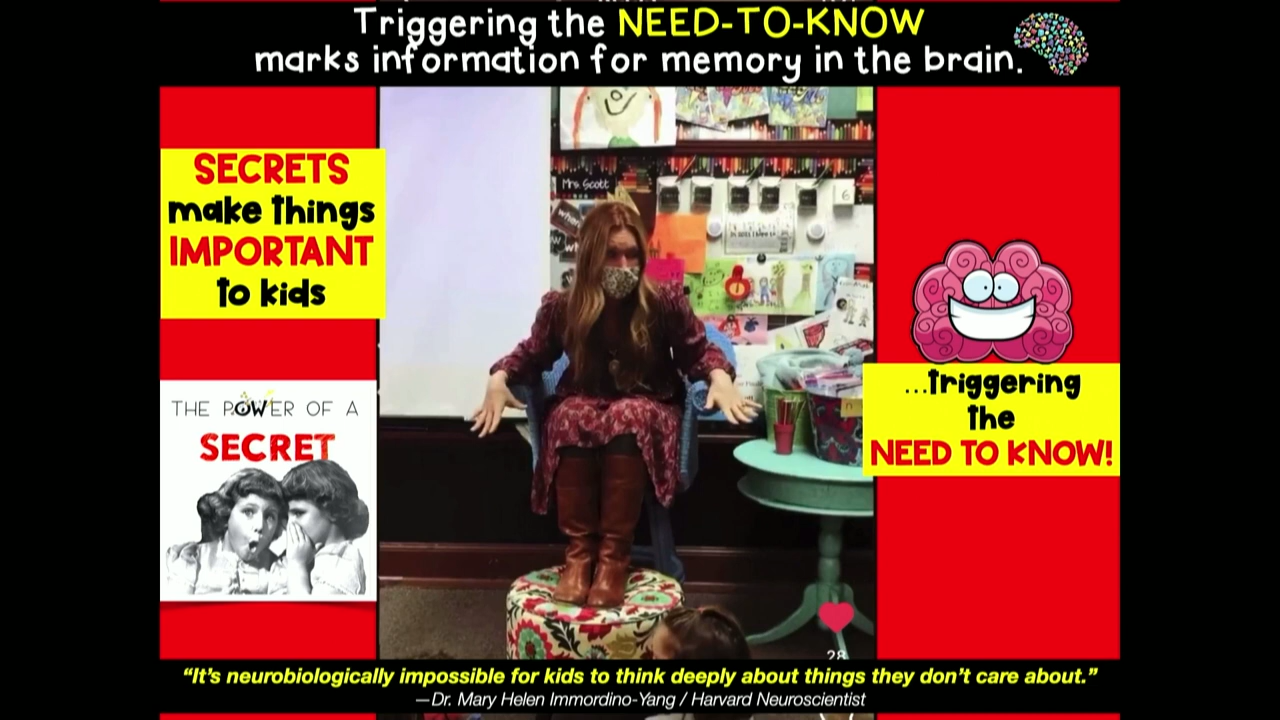 Triggering the NEED-TO-KNOW
marks information for memory in the brain.
SECRETS
make things
IMPORTANT
to kids
THE POWER OF A
SECRET
Mrs. Scott
16
...triggering
the
NEED TO KNOW!
28
“It’s neurobiologically impossible for kids to think deeply about things they don’t care about.”
—Dr. Mary Helen Immordino-Yang / Harvard Neuroscientist